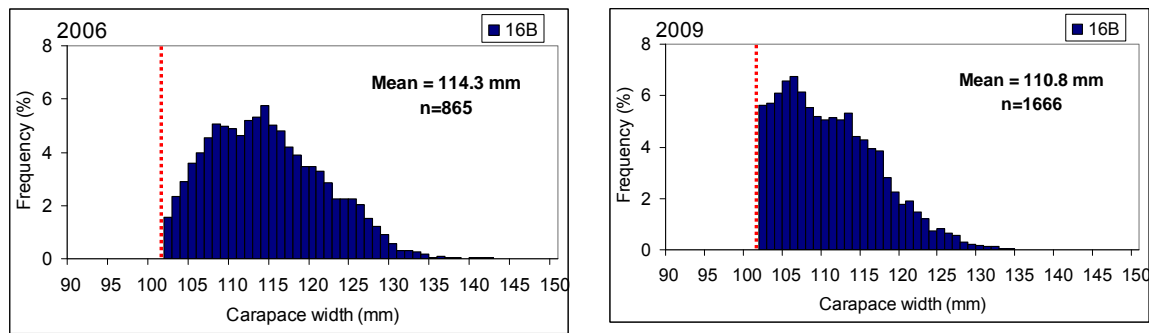 2006
16B
8
6
4
2
0
Frequency (%)
Mean = 114.3 mm
n=865
90 95 100 105 110 115 120 125 130 135 140 145 150
Carapace width (mm)
2009
16B
8
6
4
2
0
Frequency (%)
Mean = 110.8 mm
n=1666
90 95 100 105 110 115 120 125 130 135 140 145 150
Carapace width (mm)